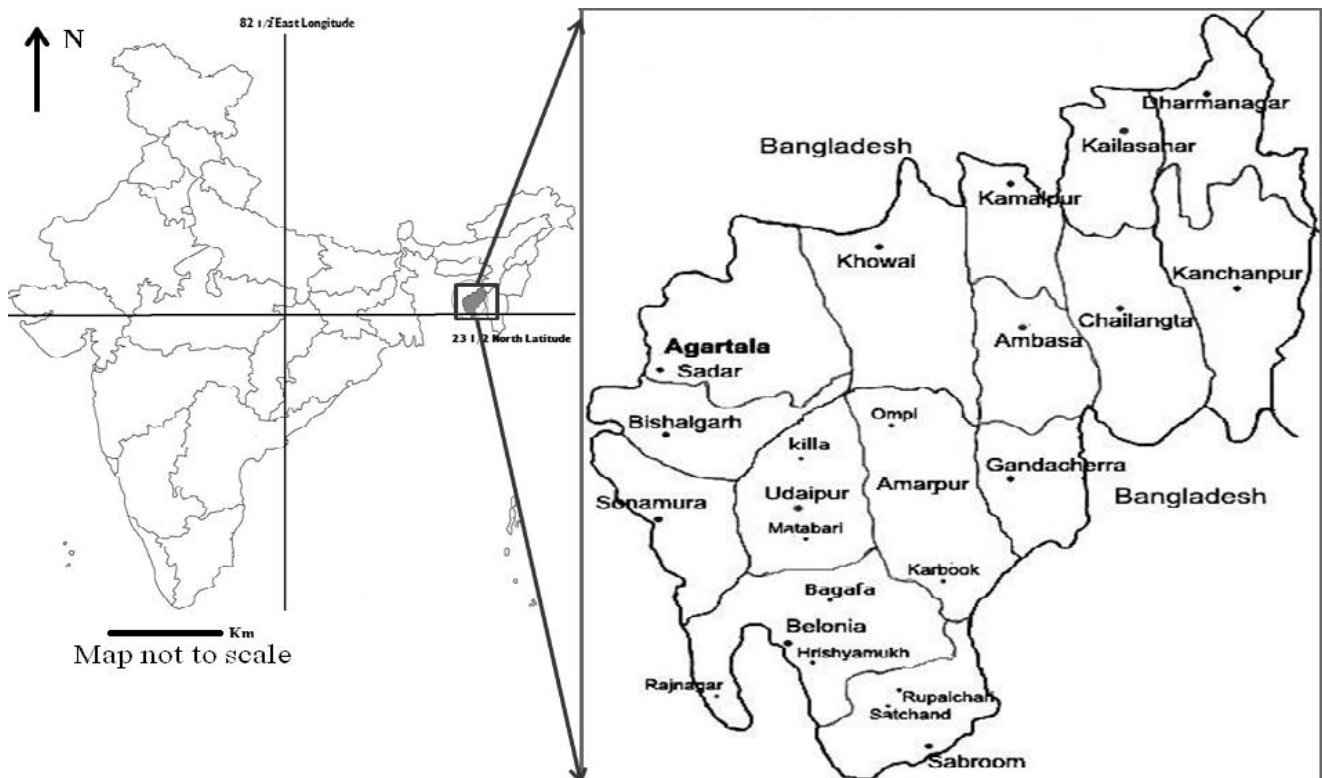 82 1/2 East Longitude
N
23 1/2 North Latitude
Km
Map not to scale
Dharmanagar
Kailasahar
Bangladesh
Kamalpur
Khowai
Kanchanpur
Chailangta
Ambasa
Agartala
Sadar
Bishalgarh
Ompi
killa
Gandacherra
Udaipur
Amarpur
Bangladesh
Sonamura
Matabari
Karbook
Bagafa
Belonia
Hrishyamukh
Rajnagar
Rupaichari
Satchand
Sabroom